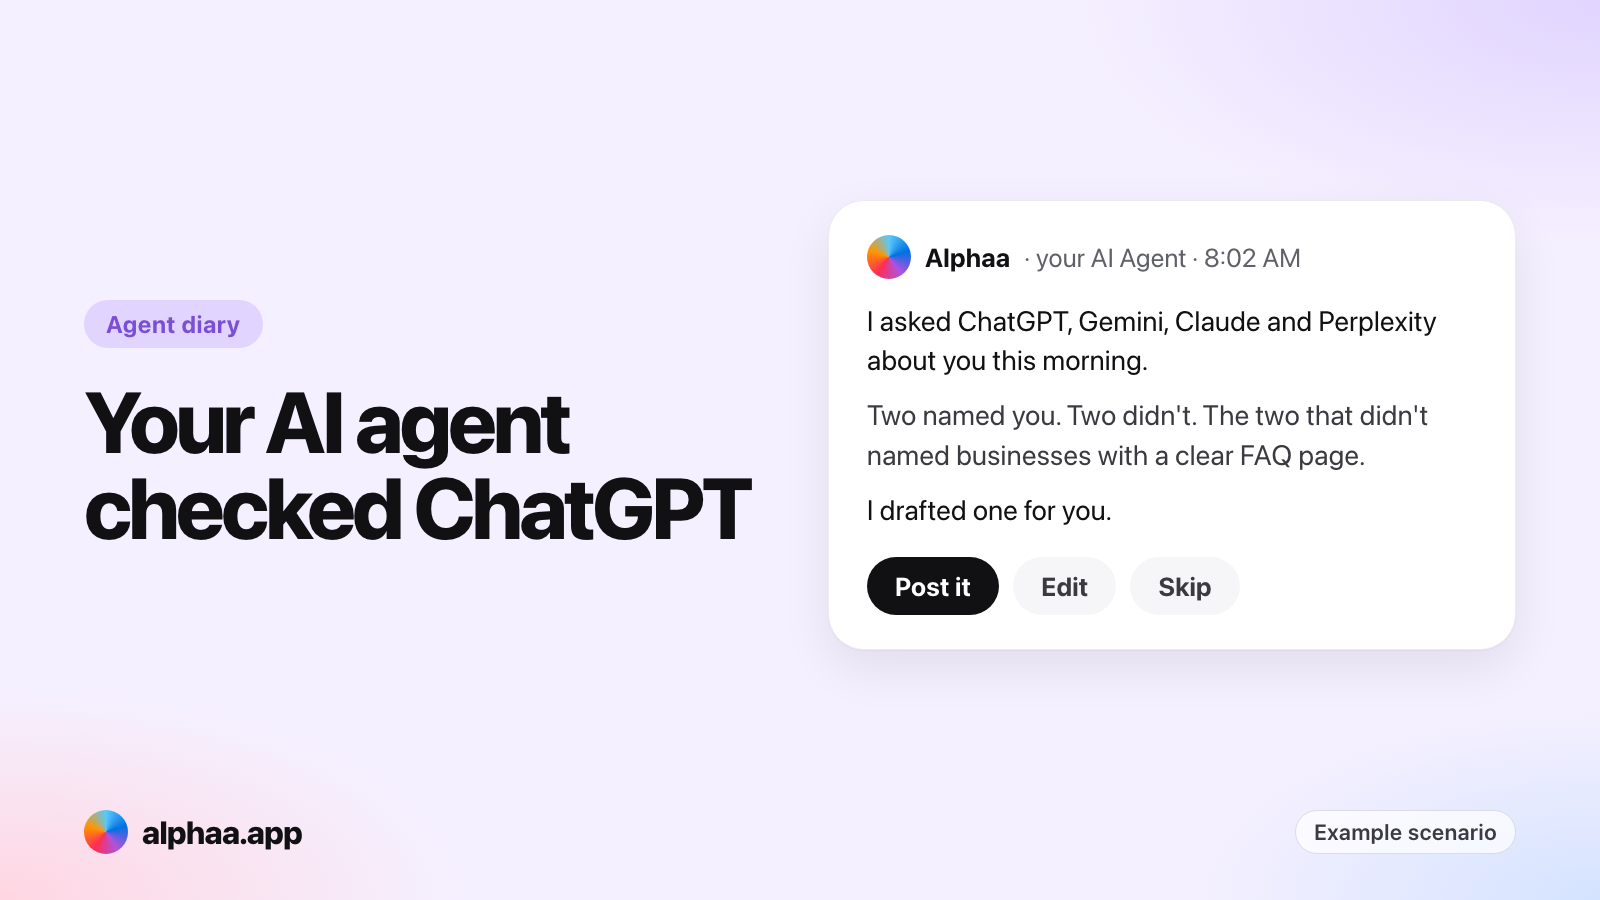 Agent diary
Your AI agent
checked ChatGPT
Alphaa · your AI Agent · 8:02 AM
I asked ChatGPT, Gemini, Claude and Perplexity
about you this morning.
Two named you. Two didn't. The two that didn't
named businesses with a clear FAQ page.
I drafted one for you.
Post it Edit Skip
alphaa.app
Example scenario